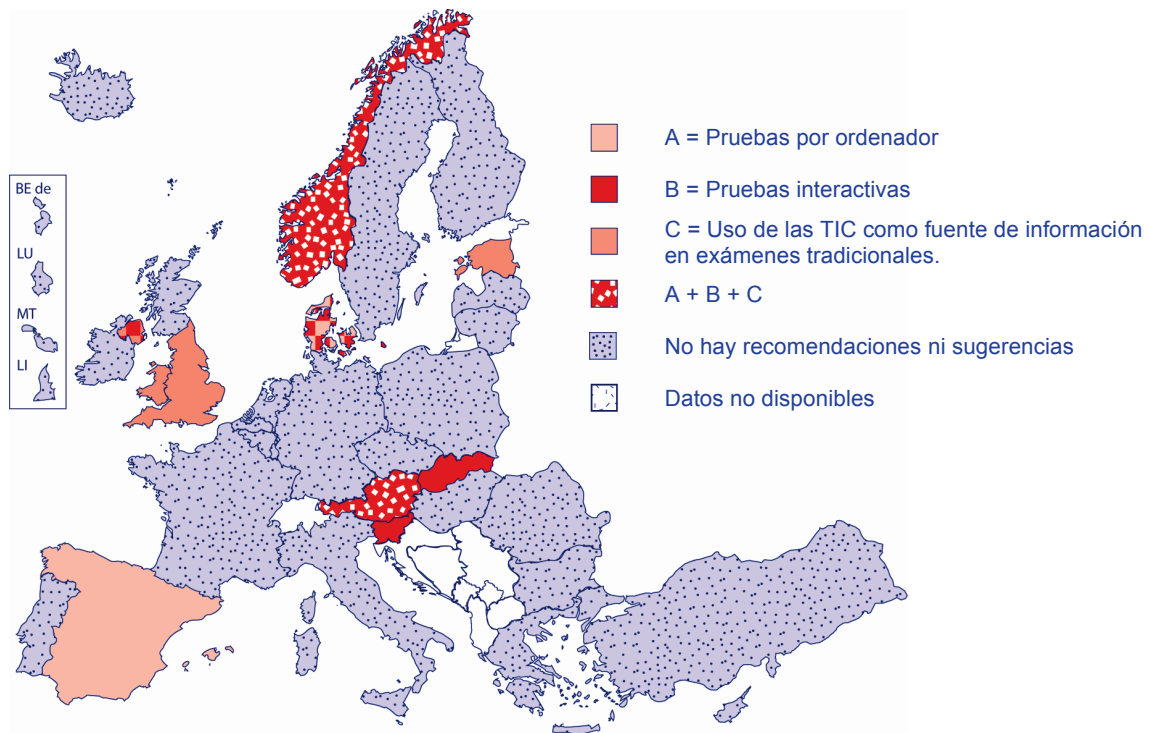 BE de
LU
MT
LI
A = Pruebas por ordenador
B = Pruebas interactivas
C = Uso de las TIC como fuente de información
en exámenes tradicionales.
A + B + C
No hay recomendaciones ni sugerencias
Datos no disponibles